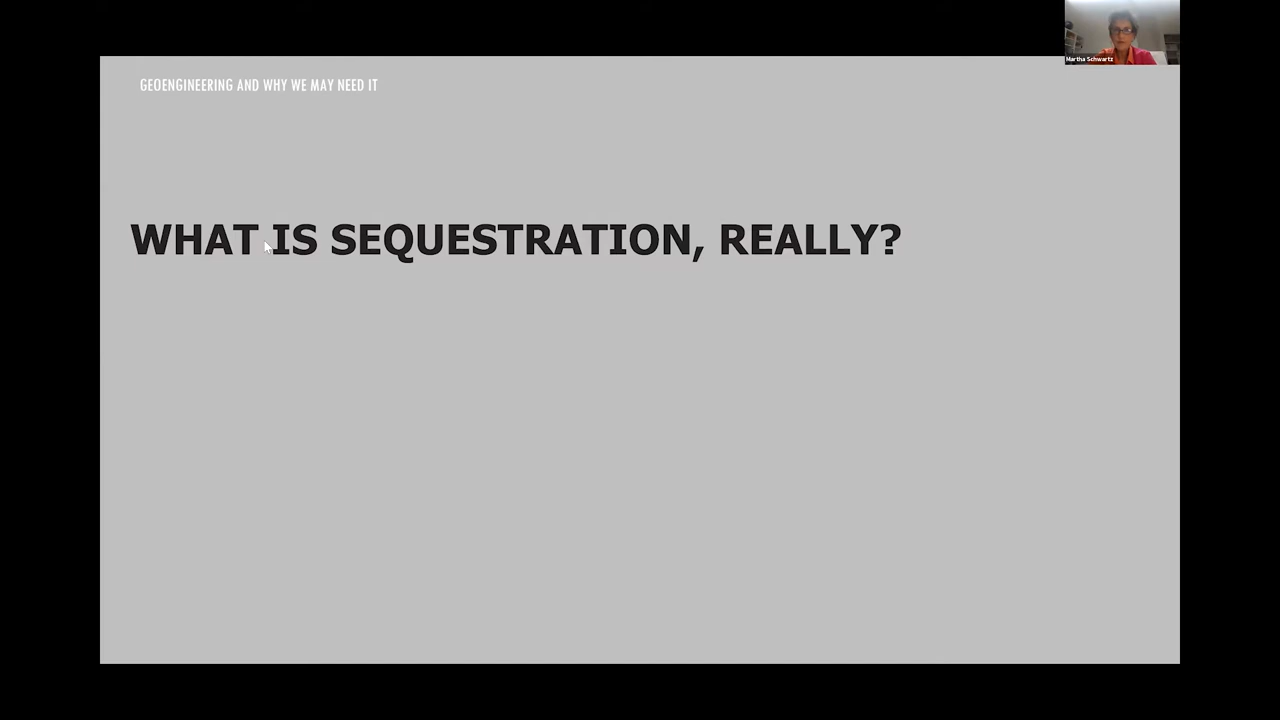 GEOENGINEERING AND WHY WE MAY NEED IT
Martha Schwartz
WHAT IS SEQUESTRATION, REALLY?